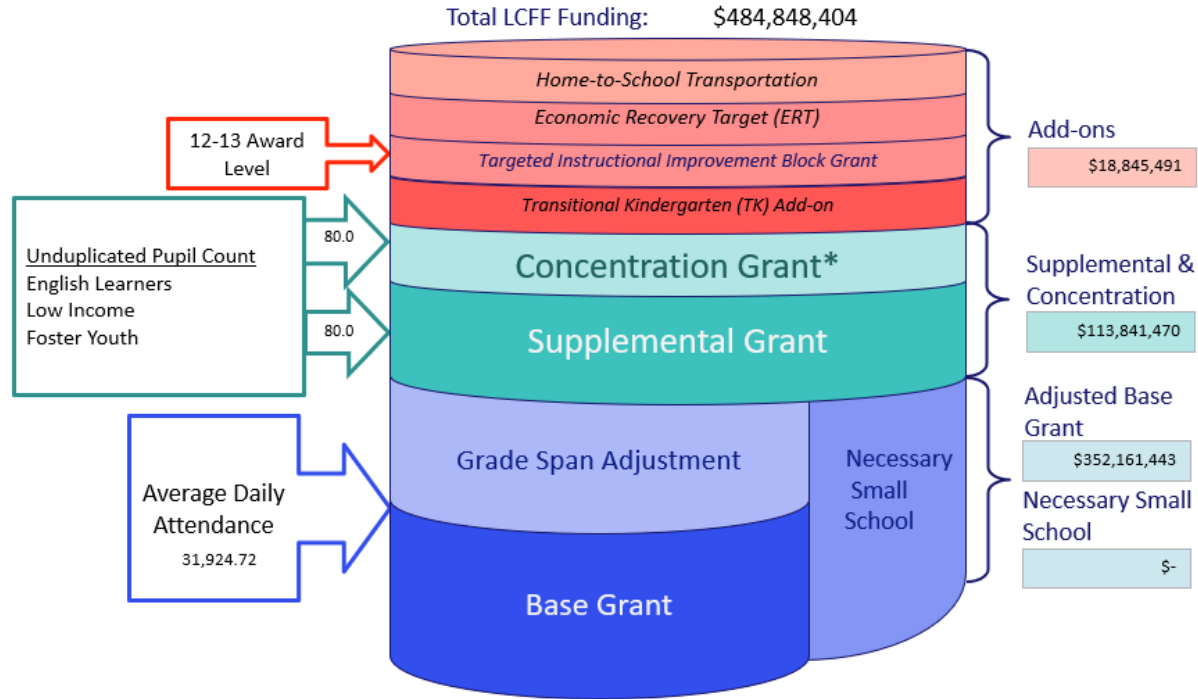 Total LCFF Funding: $484,848,404
Home-to-School Transportation
Economic Recovery Target (ERT)
Targeted Instructional Improvement Block Grant
Transitional Kindergarten (TK) Add-on
Concentration Grant*
Supplemental Grant
Grade Span Adjustment
Base Grant
Necessary
Small
School
12-13 Award
Level
Unduplicated Pupil Count
English Learners
Low Income
Foster Youth
80.0
80.0
Average Daily
Attendance
31,924.72
Add-ons
$18,845,491
Supplemental &
Concentration
$113,841,470
Adjusted Base
Grant
$352,161,443
Necessary Small
School
$-